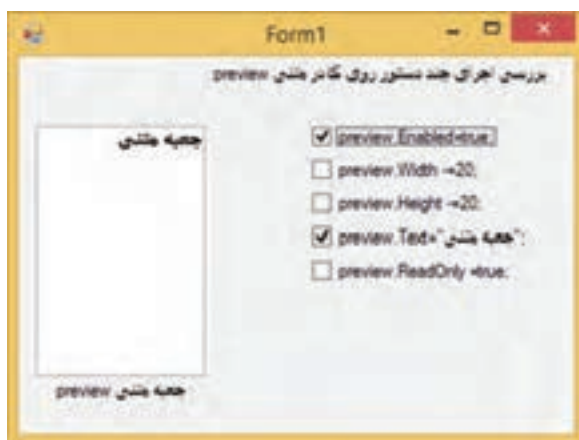 Form1
بررسی اجرای چند دستور روی کادر متنی preview
جعبه متنی
preview.Enabled=true;
preview.Width -=20;
preview.Height -=20;
preview.Text="جعبه متنی";
preview.ReadOnly =true;
جعبه متنی preview